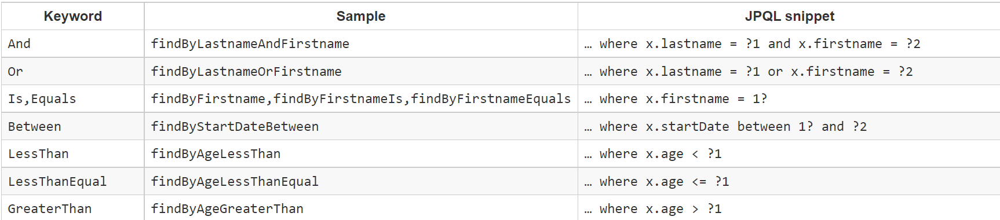 Keyword Sample JPQL snippet
And findByLastnameAndFirstname … where x.lastname = ?1 and x.firstname = ?2
Or findByLastnameOrFirstname … where x.lastname = ?1 or x.firstname = ?2
Is,Equals findByFirstname,findByFirstnameIs,findByFirstnameEquals … where x.firstname = 1?
Between findByStartDateBetween … where x.startDate between 1? and ?2
LessThan findByAgeLessThan … where x.age < ?1
LessThanEqual findByAgeLessThanEqual … where x.age <= ?1
GreaterThan findByAgeGreaterThan … where x.age > ?1